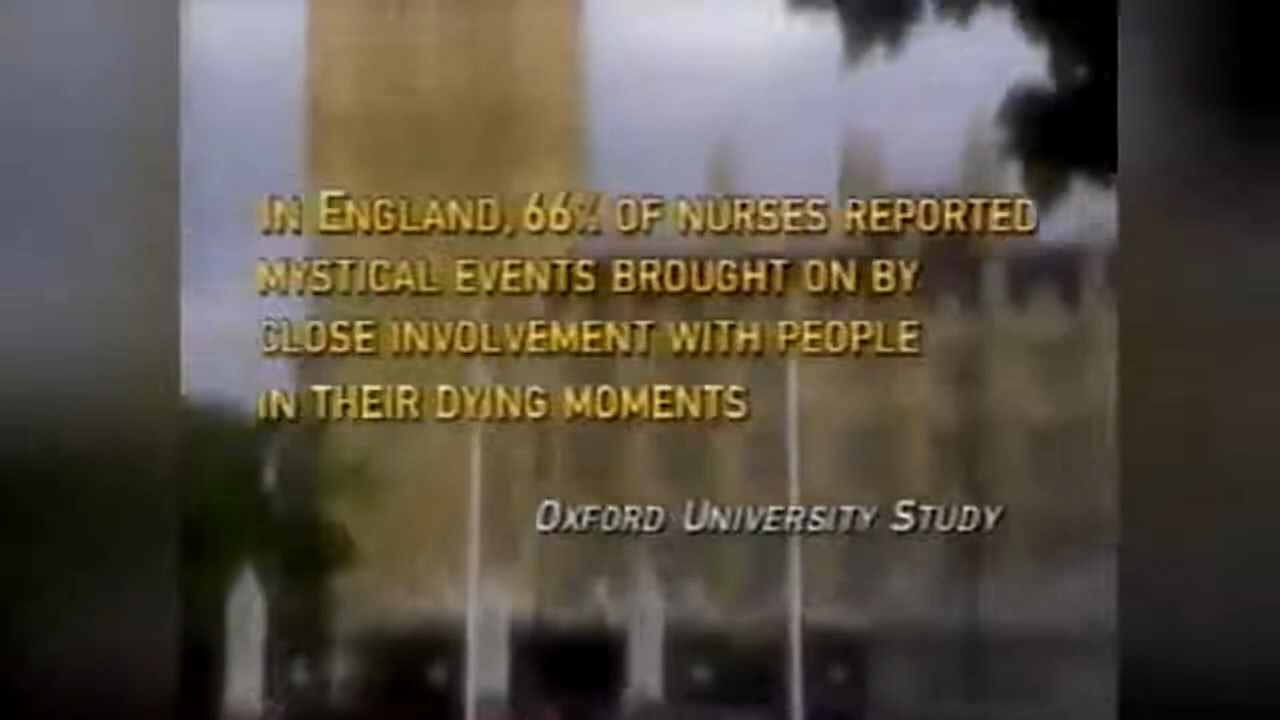 IN ENGLAND, 66% OF NURSES REPORTED
MYSTICAL EVENTS BROUGHT ON BY
CLOSE INVOLVEMENT WITH PEOPLE
IN THEIR DYING MOMENTS
OXFORD UNIVERSITY STUDY